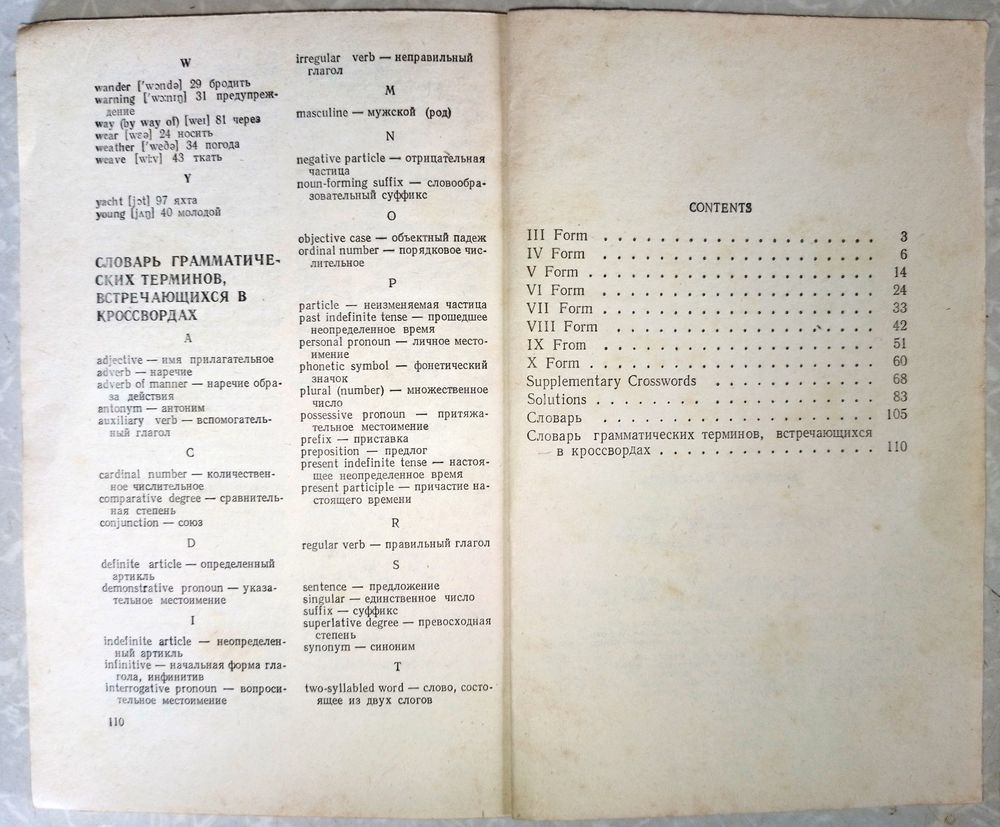 W
wander ['wɔndə] 29 бродить
warning ['wɔ:nıŋ] 31 предупреж-
дение
way (by way of) [weı] 81 через
wear [wɛə] 24 носить
weather ['weðə] 34 погода
weave [wi:v] 43 ткать
Y
yacht [jɔt] 97 яхта
young [jʌŋ] 40 молодой
СЛОВАРЬ ГРАММАТИЧЕ-
СКИХ ТЕРМИНОВ,
ВСТРЕЧАЮЩИХСЯ В
КРОССВОРДАХ
A
adjective — имя прилагательное
adverb — наречие
adverb of manner — наречие обра-
за действия
antonym — антоним
auxiliary verb — вспомогатель-
ный глагол
C
cardinal number — количествен-
ное числительное
comparative degree — сравнитель-
ная степень
conjunction — союз
D
definite article — определенный
артикль
demonstrative pronoun — указа-
тельное местоимение
I
indefinite article — неопределен-
ный артикль
infinitive — начальная форма гла-
гола, инфинитив
interrogative pronoun — вопроси-
тельное местоимение
110
irregular verb — неправильный
глагол
M
masculine — мужской (род)
N
negative particle — отрицательная
частица
noun-forming suffix — словообра-
зовательный суффикс
O
objective case — объектный падеж
ordinal number — порядковое чис-
лительное
P
particle — неизменяемая частица
past indefinite tense — прошедшее
неопределенное время
personal pronoun — личное место-
имение
phonetic symbol — фонетический
значок
plural (number) — множественное
число
possessive pronoun — притяжа-
тельное местоимение
prefix — приставка
preposition — предлог
present indefinite tense — настоя-
щее неопределенное время
present participle — причастие на-
стоящего времени
R
regular verb — правильный глагол
S
sentence — предложение
singular — единственное число
suffix — суффикс
superlative degree — превосходная
степень
synonym — синоним
T
two-syllabled word — слово, состо-
ящее из двух слогов
CONTENTS
III Form . . . . . . . . . . . . . . . . . . . . 3
IV Form . . . . . . . . . . . . . . . . . . . . 6
V Form . . . . . . . . . . . . . . . . . . . . . 14
VI Form . . . . . . . . . . . . . . . . . . . . 24
VII Form . . . . . . . . . . . . . . . . . . . . 33
VIII Form . . . . . . . . . . . . . . . . . . . 42
IX From . . . . . . . . . . . . . . . . . . . . 51
X Form . . . . . . . . . . . . . . . . . . . . . 60
Supplementary Crosswords . . . . . . . . . . . . 68
Solutions . . . . . . . . . . . . . . . . . . . . 83
Словарь . . . . . . . . . . . . . . . . . . . . 105
Словарь грамматических терминов, встречающихся
в кроссвордах . . . . . . . . . . . . . . . . 110